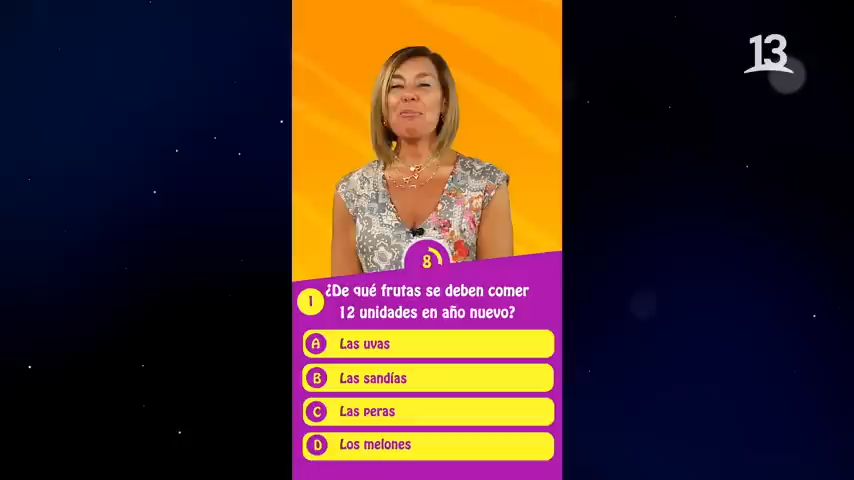 13
8
1
¿De qué frutas se deben comer
12 unidades en año nuevo?
A Las uvas
B Las sandías
C Las peras
D Los melones